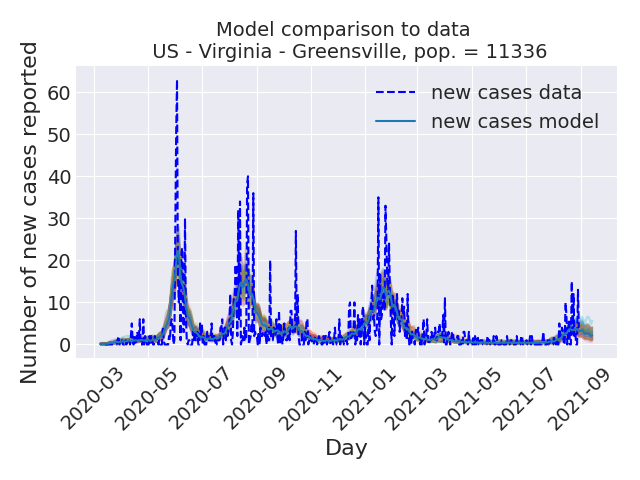 Model comparison to data
US - Virginia - Greensville, pop. = 11336
new cases data
new cases model
Number of new cases reported
60
50
40
30
20
10
0
2020-03
2020-05
2020-07
2020-09
2020-11
2021-01
2021-03
2021-05
2021-07
2021-09
Day